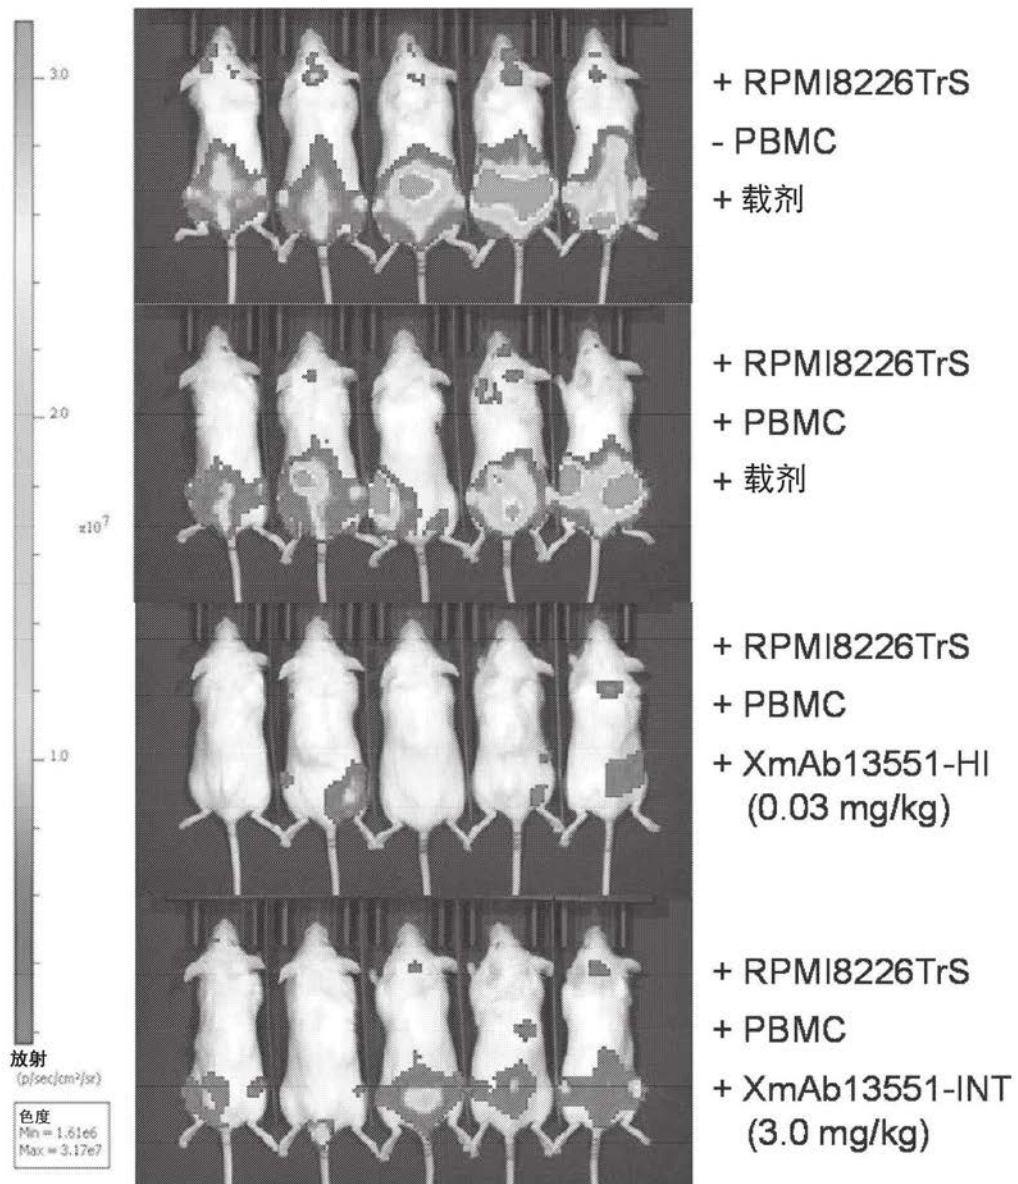 3.0
2.0
x10⁷
1.0
放射
(p/sec/cm²/sr)
色度
Min = 1.61e6
Max = 3.17e7
+ RPMI8226TrS
- PBMC
+ 载剂
+ RPMI8226TrS
+ PBMC
+ 载剂
+ RPMI8226TrS
+ PBMC
+ XmAb13551-HI
(0.03 mg/kg)
+ RPMI8226TrS
+ PBMC
+ XmAb13551-INT
(3.0 mg/kg)